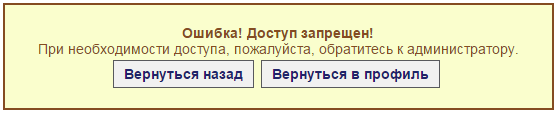 Ошибка! Доступ запрещен!
При необходимости доступа, пожалуйста, обратитесь к администратору.
Вернуться назад Вернуться в профиль